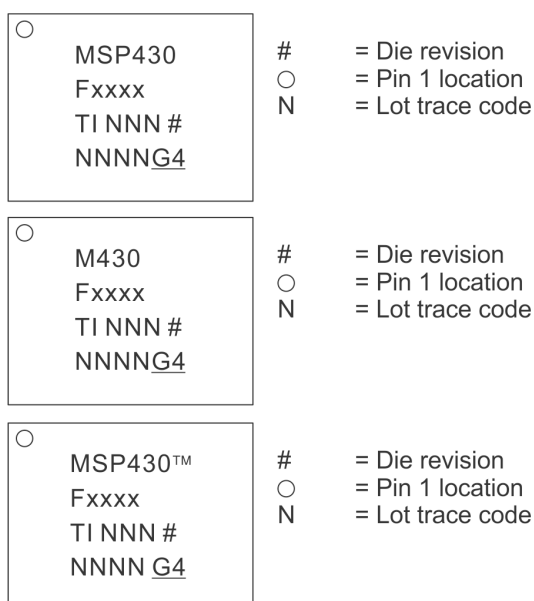 MSP430
Fxxxx
TI NNN #
NNNNG4
# = Die revision
○ = Pin 1 location
N = Lot trace code
M430
Fxxxx
TI NNN #
NNNNG4
# = Die revision
○ = Pin 1 location
N = Lot trace code
MSP430™
Fxxxx
TI NNN #
NNNN G4
# = Die revision
○ = Pin 1 location
N = Lot trace code